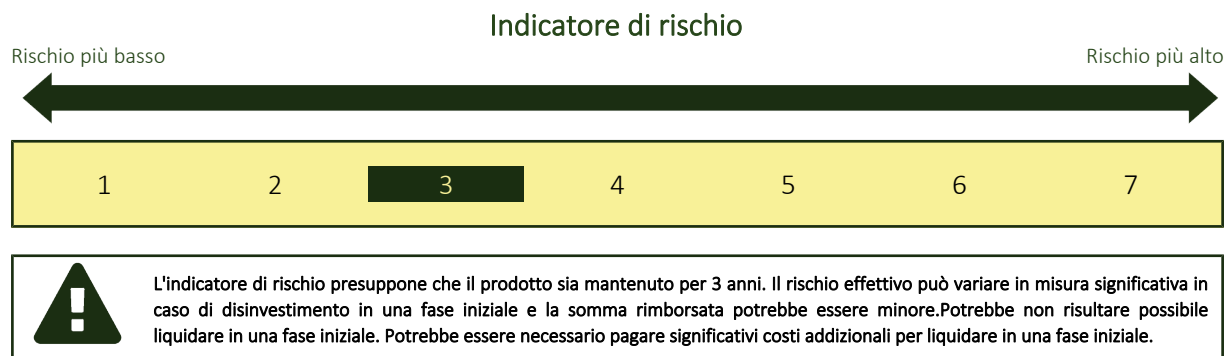 Indicatore di rischio
Rischio più basso
Rischio più alto
1 2 3 4 5 6 7
L'indicatore di rischio presuppone che il prodotto sia mantenuto per 3 anni. Il rischio effettivo può variare in misura significativa in
caso di disinvestimento in una fase iniziale e la somma rimborsata potrebbe essere minore.Potrebbe non risultare possibile
liquidare in una fase iniziale. Potrebbe essere necessario pagare significativi costi addizionali per liquidare in una fase iniziale.